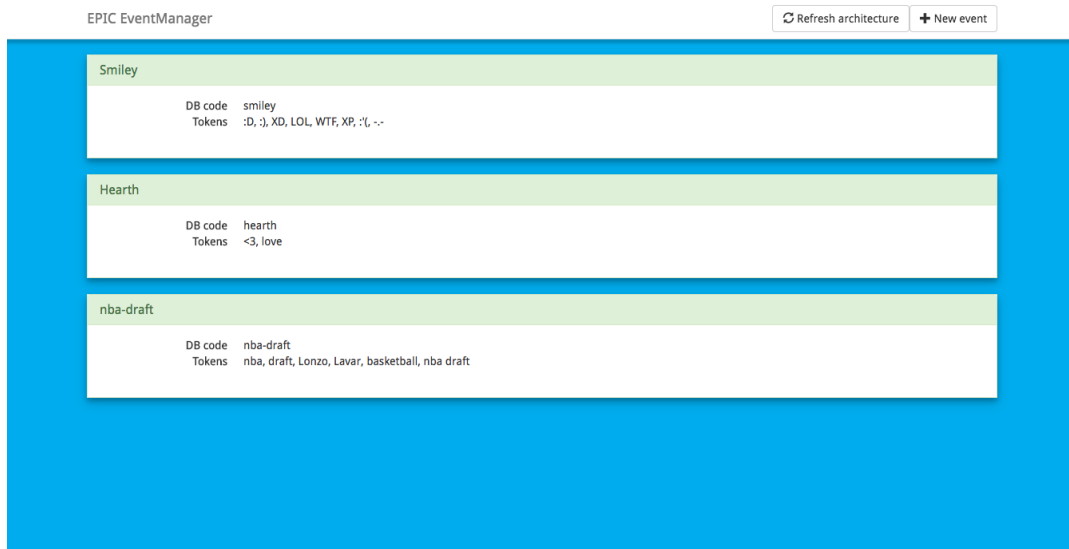 EPIC EventManager
Refresh architecture
New event
Smiley
DB code smiley
Tokens :D, :), XD, LOL, WTF, XP, :'(, -.-
Hearth
DB code hearth
Tokens <3, love
nba-draft
DB code nba-draft
Tokens nba, draft, Lonzo, Lavar, basketball, nba draft